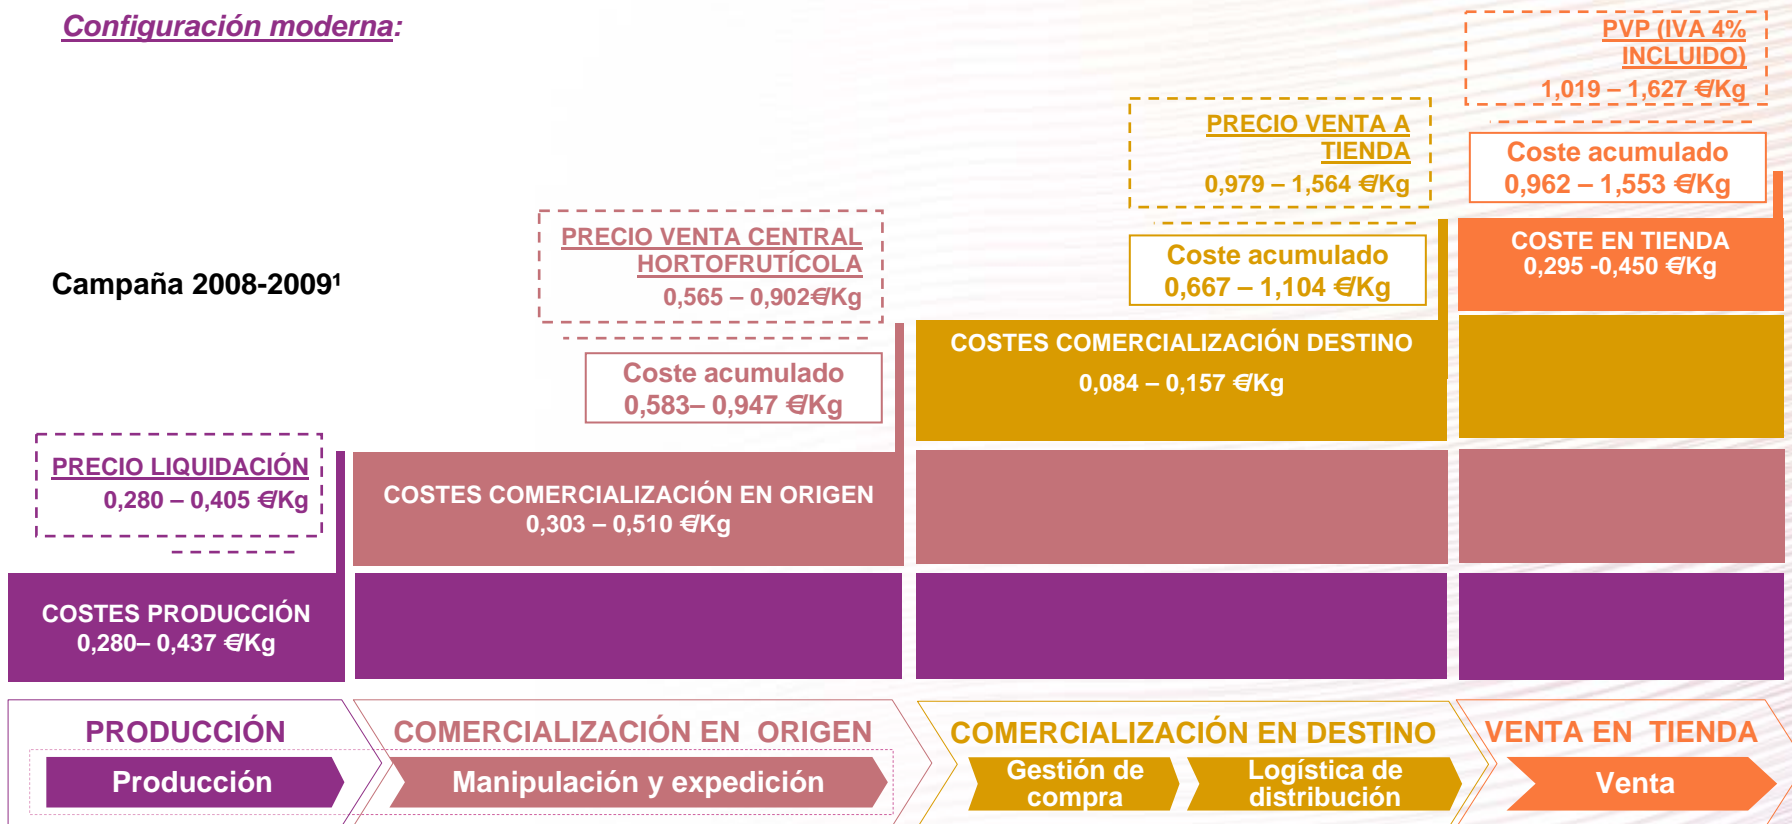 Configuración moderna:
Campaña 2008-2009¹
PRECIO LIQUIDACIÓN
0,280 – 0,405 €/Kg
COSTES PRODUCCIÓN
0,280– 0,437 €/Kg
PRECIO VENTA CENTRAL
HORTOFRUTÍCOLA
0,565 – 0,902€/Kg
Coste acumulado
0,583– 0,947 €/Kg
COSTES COMERCIALIZACIÓN EN ORIGEN
0,303 – 0,510 €/Kg
PRECIO VENTA A
TIENDA
0,979 – 1,564 €/Kg
Coste acumulado
0,667 – 1,104 €/Kg
COSTES COMERCIALIZACIÓN DESTINO
0,084 – 0,157 €/Kg
PVP (IVA 4%
INCLUIDO)
1,019 – 1,627 €/Kg
Coste acumulado
0,962 – 1,553 €/Kg
COSTE EN TIENDA
0,295 -0,450 €/Kg
PRODUCCIÓN
Producción
COMERCIALIZACIÓN EN ORIGEN
Manipulación y expedición
COMERCIALIZACIÓN EN DESTINO
Gestión de
compra
Logística de
distribución
VENTA EN TIENDA
Venta